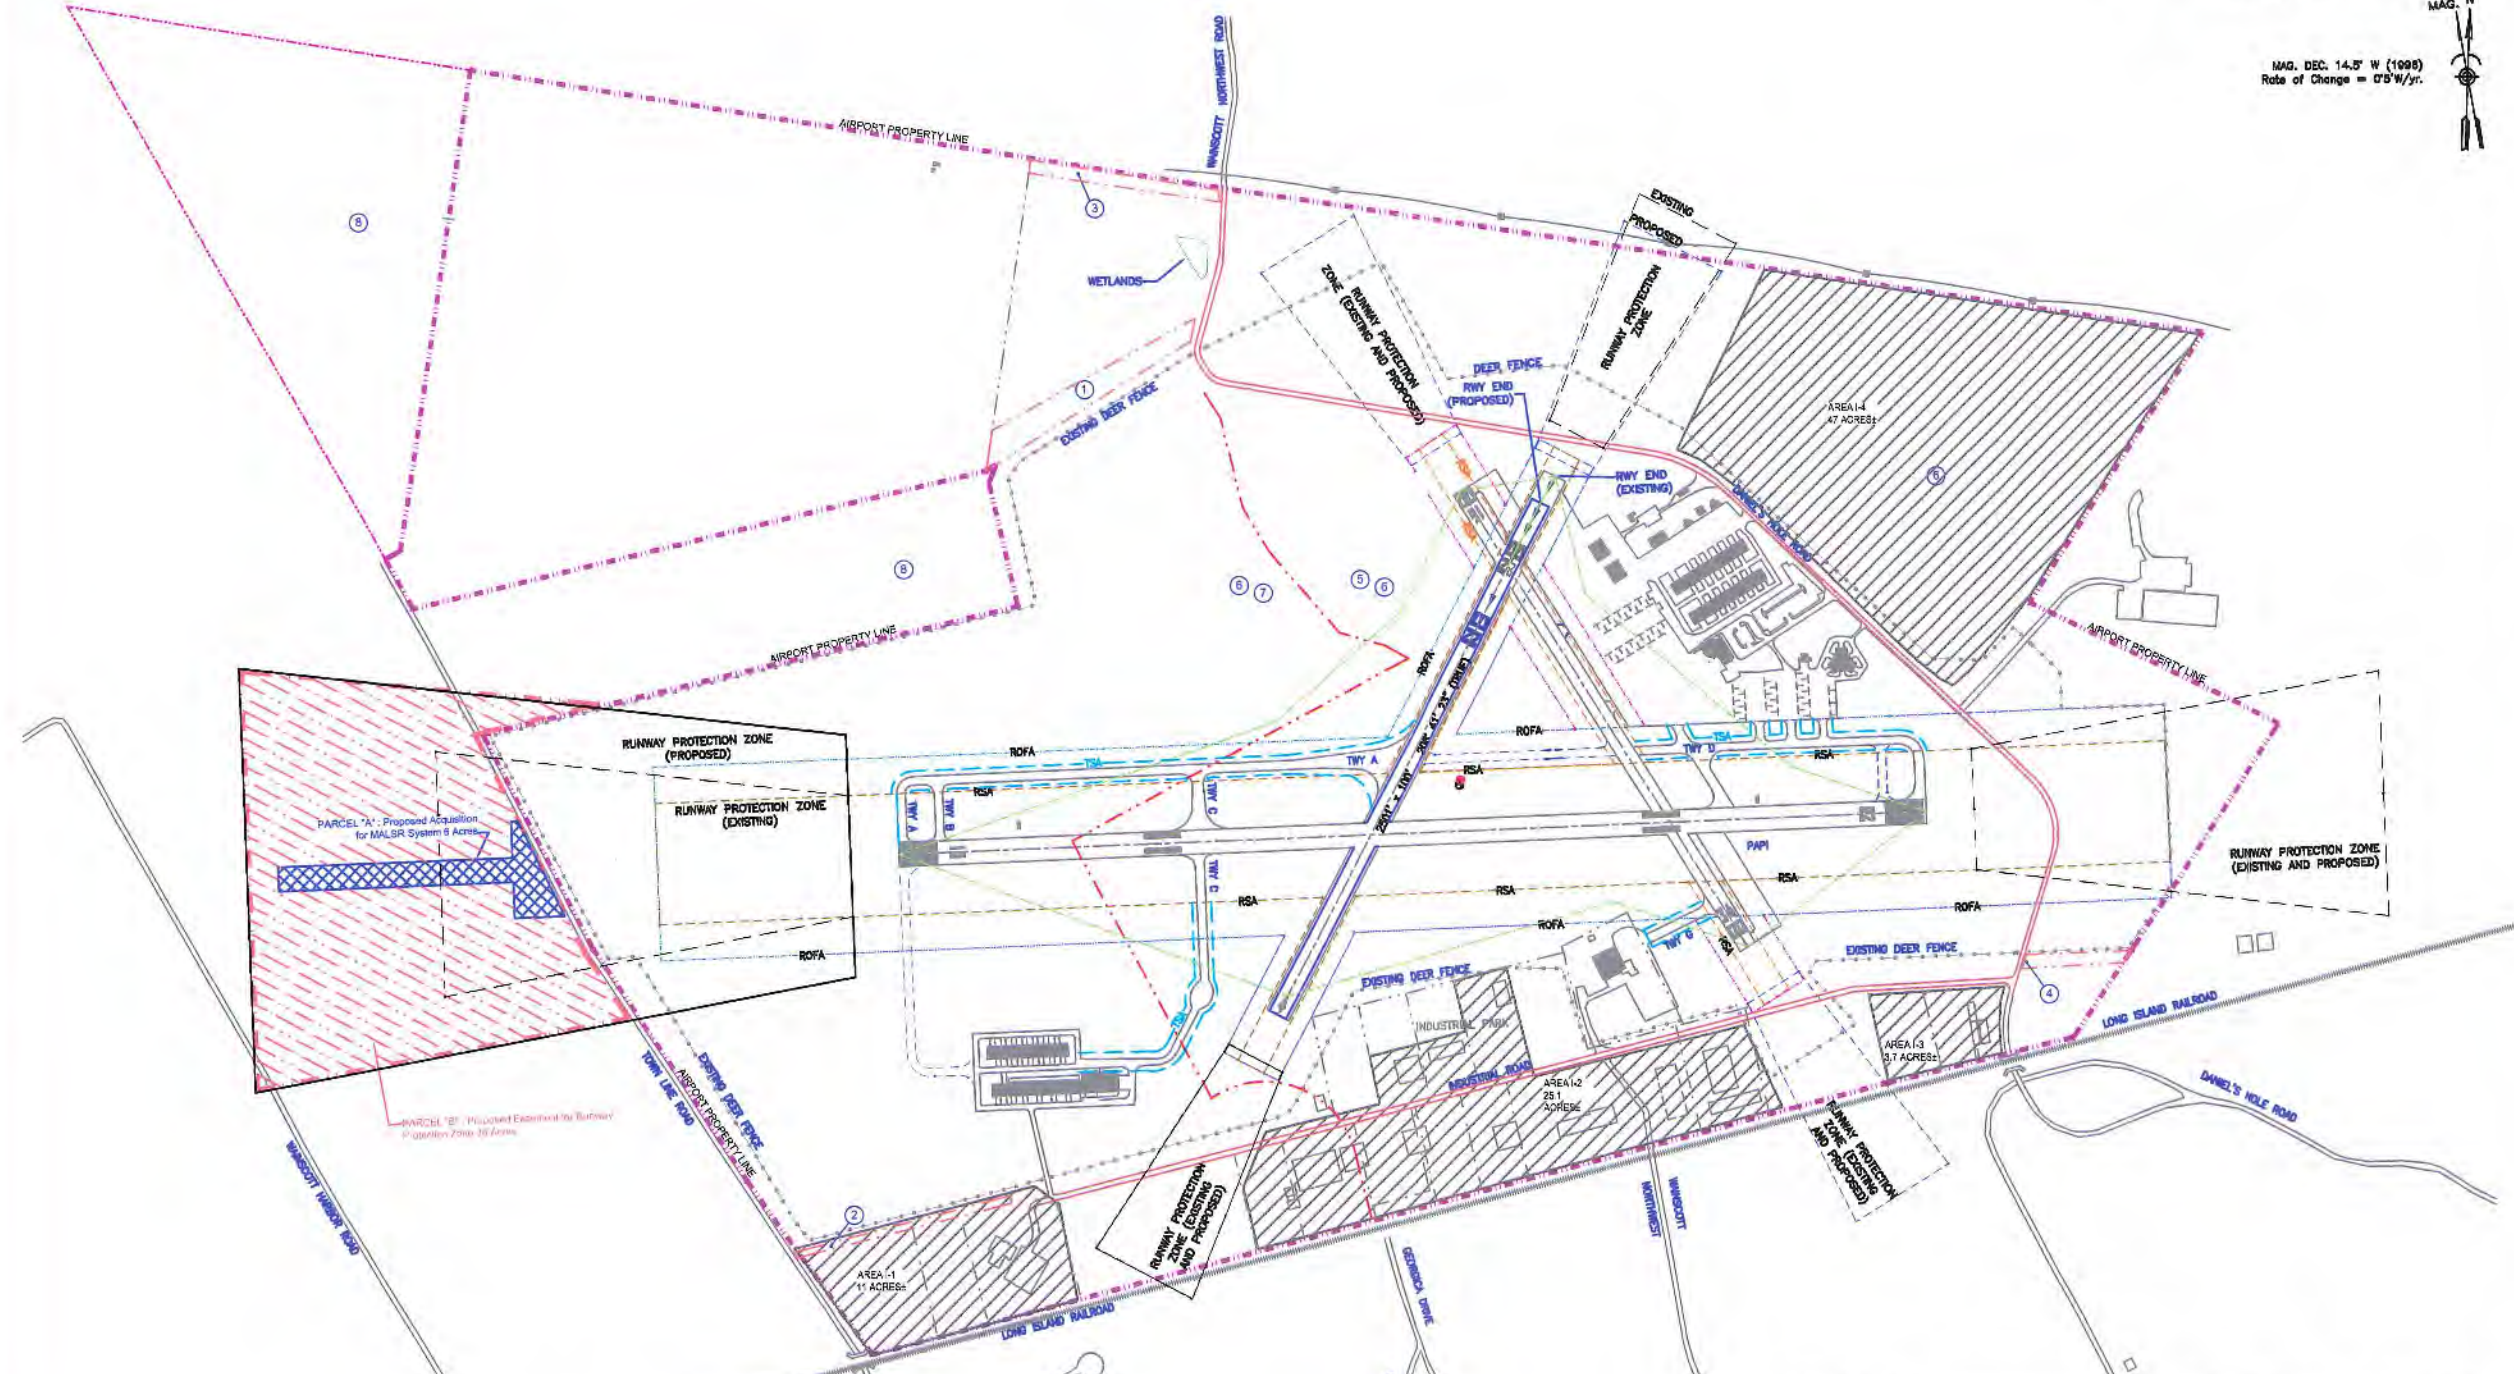 MAG. N
MAG. DEC. 14.5° W (1998)
Rate of Change = 0'5'W/yr.
WAINSCOTT NORTHWEST ROAD
AIRPORT PROPERTY LINE
3
8
WETLANDS
EXISTING
PROPOSED
RUNWAY PROTECTION
ZONE
RUNWAY PROTECTION
ZONE (EXISTING AND PROPOSED)
DEER FENCE
RWY END
(PROPOSED)
1
EXISTING DEER FENCE
AREA I-4
47 ACRES±
6
RWY END
(EXISTING)
DANIEL'S HOLE ROAD
8
6
7
5
6
AIRPORT PROPERTY LINE
AIRPORT PROPERTY LINE
ROFA
2501' x 100'
RUNWAY PROTECTION ZONE
(PROPOSED)
ROFA
TSA
TWY A
ROFA
TSA
TWY D
RSA
RSA
RSA
RUNWAY PROTECTION ZONE
(EXISTING)
TWY A
TWY B
TWY C
PARCEL "A" : Proposed Acquisition
for MALSR System 6 Acres
PAPI
RUNWAY PROTECTION ZONE
(EXISTING AND PROPOSED)
TWY C
RSA
RSA
RSA
ROFA
ROFA
ROFA
TWY G
RSA
EXISTING DEER FENCE
EXISTING DEER FENCE
4
TSA
INDUSTRIAL PARK
LONG ISLAND RAILROAD
AREA I-3
3.7 ACRES±
INDUSTRIAL ROAD
AREA I-2
25.1
ACRES±
DANIEL'S HOLE ROAD
EXISTING DEER FENCE
AIRPORT PROPERTY LINE
TOWN LINE ROAD
PARCEL "B" : Proposed Easement for Runway
Protection Zone 36 Acres
WAINSCOTT HARBOR ROAD
RUNWAY PROTECTION
ZONE (EXISTING
AND PROPOSED)
RUNWAY PROTECTION
ZONE (EXISTING
AND PROPOSED)
WAINSCOTT
NORTHWEST
2
AREA I-1
11 ACRES±
GEORGICA DRIVE
LONG ISLAND RAILROAD